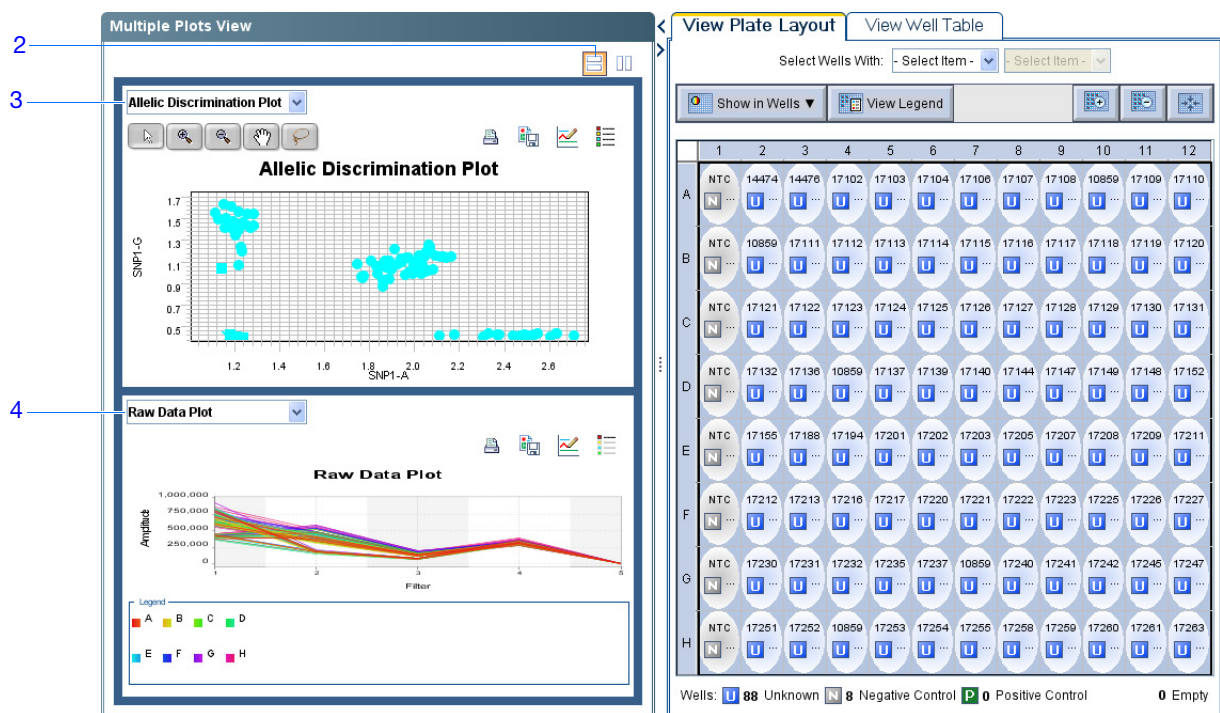 Multiple Plots View
2
3
Allelic Discrimination Plot
Allelic Discrimination Plot
SNP1-G
1.7
1.5
1.3
1.1
0.9
0.7
0.5
1.2 1.4 1.6 1.8 2.0 2.2 2.4 2.6
SNP1-A
4
Raw Data Plot
Raw Data Plot
Amplitude
1,000,000
750,000
500,000
250,000
0
1 2 3 4 5
Filter
Legend
A B C D
E F G H
View Plate Layout View Well Table
Select Wells With: - Select Item - - Select Item -
Show in Wells ▼ View Legend
1 2 3 4 5 6 7 8 9 10 11 12
A NTC 14474 14476 17102 17103 17104 17106 17107 17108 10859 17109 17110
N ... U ... U ... U ... U ... U ... U ... U ... U ... U ... U ... U ...
B NTC 10859 17111 17112 17113 17114 17115 17116 17117 17118 17119 17120
N ... U ... U ... U ... U ... U ... U ... U ... U ... U ... U ... U ...
C NTC 17121 17122 17123 17124 17125 17126 17127 17128 17129 17130 17131
N ... U ... U ... U ... U ... U ... U ... U ... U ... U ... U ... U ...
D NTC 17132 17136 10859 17137 17139 17140 17144 17147 17149 17148 17152
N ... U ... U ... U ... U ... U ... U ... U ... U ... U ... U ... U ...
E NTC 17155 17188 17194 17201 17202 17203 17205 17207 17208 17209 17211
N ... U ... U ... U ... U ... U ... U ... U ... U ... U ... U ... U ...
F NTC 17212 17213 17216 17217 17220 17221 17222 17223 17225 17226 17227
N ... U ... U ... U ... U ... U ... U ... U ... U ... U ... U ... U ...
G NTC 17230 17231 17232 17235 17237 10859 17240 17241 17242 17245 17247
N ... U ... U ... U ... U ... U ... U ... U ... U ... U ... U ... U ...
H NTC 17251 17252 10859 17253 17254 17255 17258 17259 17260 17261 17263
N ... U ... U ... U ... U ... U ... U ... U ... U ... U ... U ... U ...
Wells: U 88 Unknown N 8 Negative Control P 0 Positive Control 0 Empty